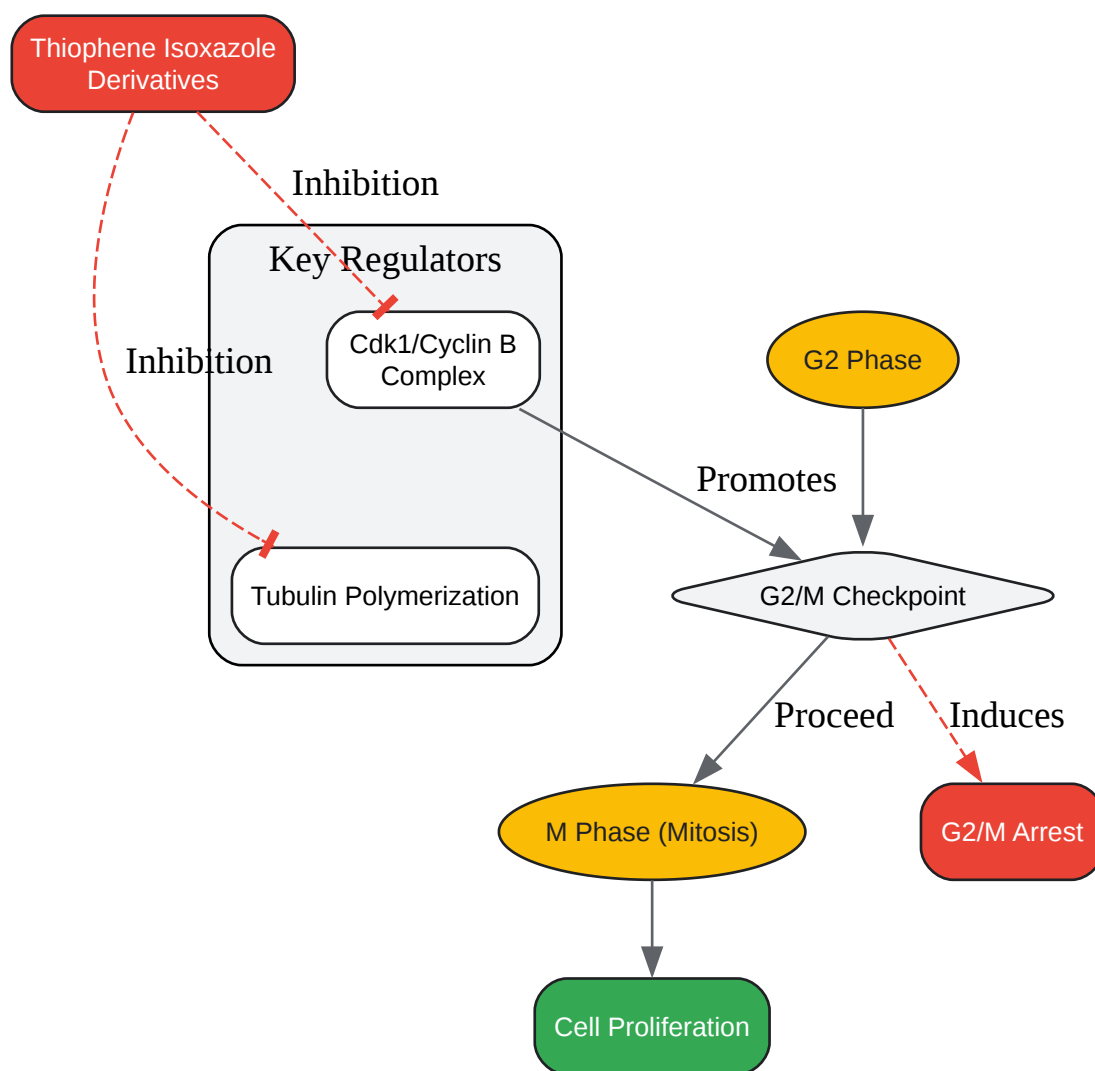 Thiophene Isoxazole
Derivatives
Inhibition
Key Regulators
Cdk1/Cyclin B
Complex
G2 Phase
Inhibition
Promotes
Tubulin Polymerization
G2/M Checkpoint
Proceed
Induces
M Phase (Mitosis)
G2/M Arrest
Cell Proliferation